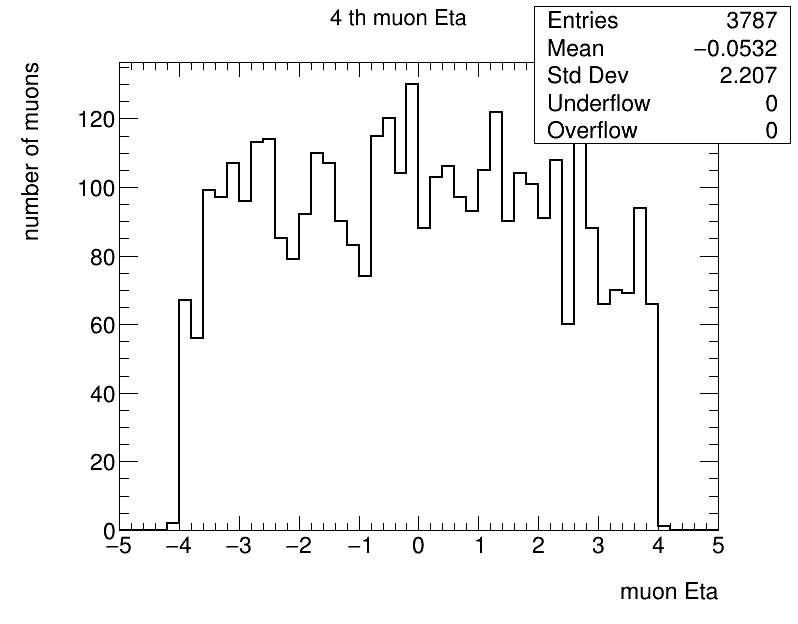 4 th muon Eta
Entries 3787
Mean −0.0532
Std Dev 2.207
Underflow 0
Overflow 0
number of muons
120
100
80
60
40
20
0
−5 −4 −3 −2 −1 0 1 2 3 4 5
muon Eta